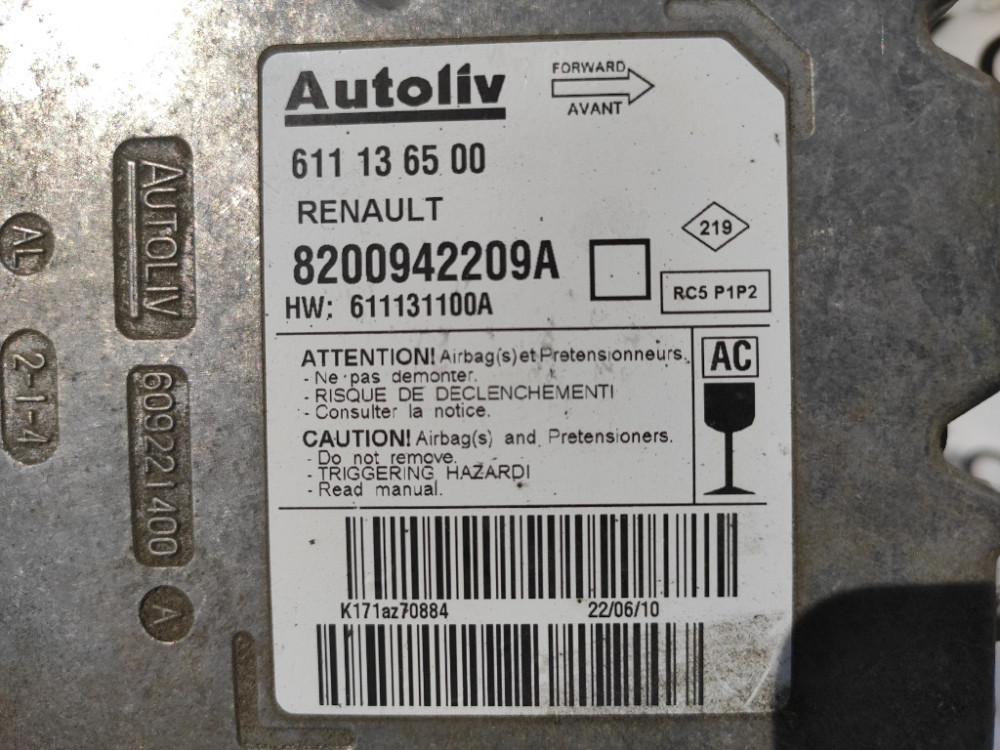 Autoliv
FORWARD
AVANT
611 13 65 00
RENAULT
8200942209A
219
RC5 P1P2
HW: 611131100A
ATTENTION! Airbag(s) et Pretensionneurs.
- Ne pas demonter.
- RISQUE DE DECLENCHEMENT!
- Consulter la notice.
AC
CAUTION! Airbag(s) and Pretensioners.
- Do not remove.
- TRIGGERING HAZARD!
- Read manual.
K171az70884
22/06/10
AUTOLIV
609221400
A
AL
2-1-4